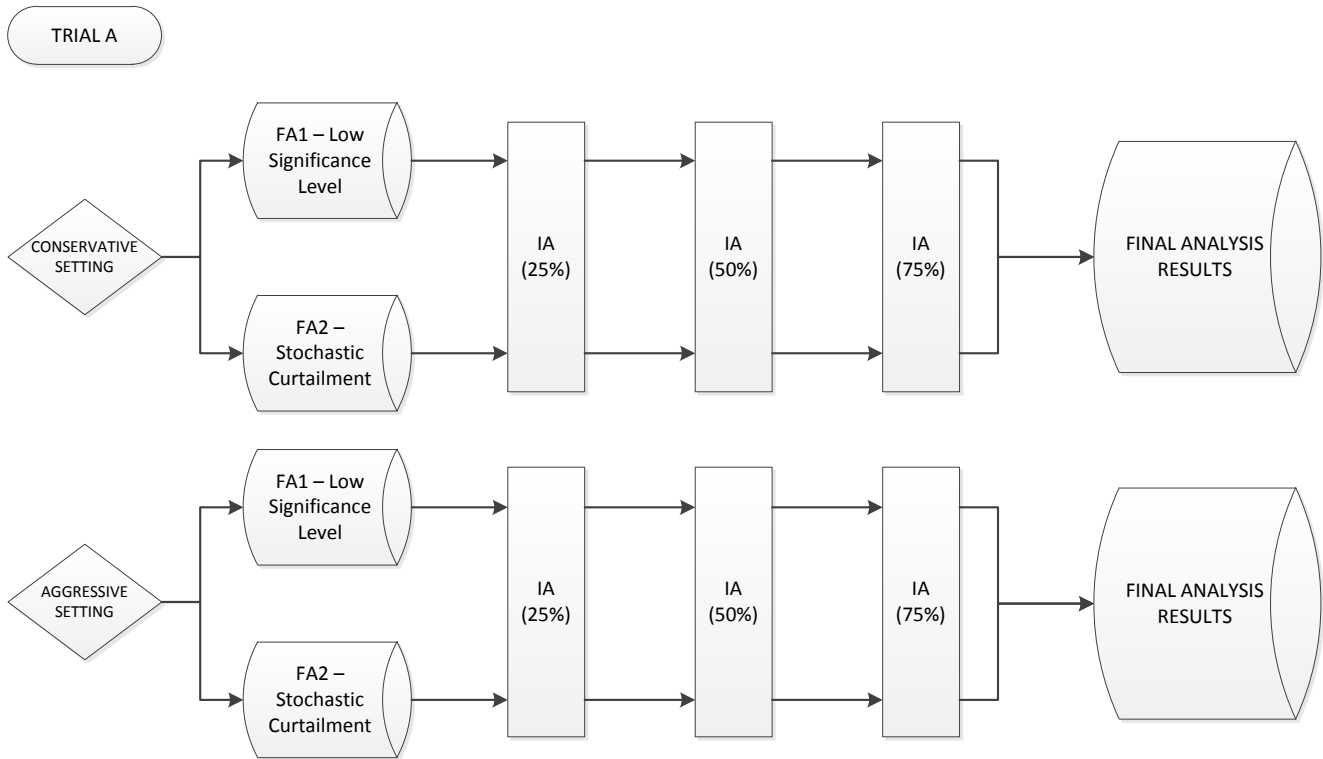 TRIAL A
CONSERVATIVE
SETTING
FA1 – Low
Significance
Level
FA2 –
Stochastic
Curtailment
IA
(25%)
IA
(50%)
IA
(75%)
FINAL ANALYSIS
RESULTS
AGGRESSIVE
SETTING
FA1 – Low
Significance
Level
FA2 –
Stochastic
Curtailment
IA
(25%)
IA
(50%)
IA
(75%)
FINAL ANALYSIS
RESULTS